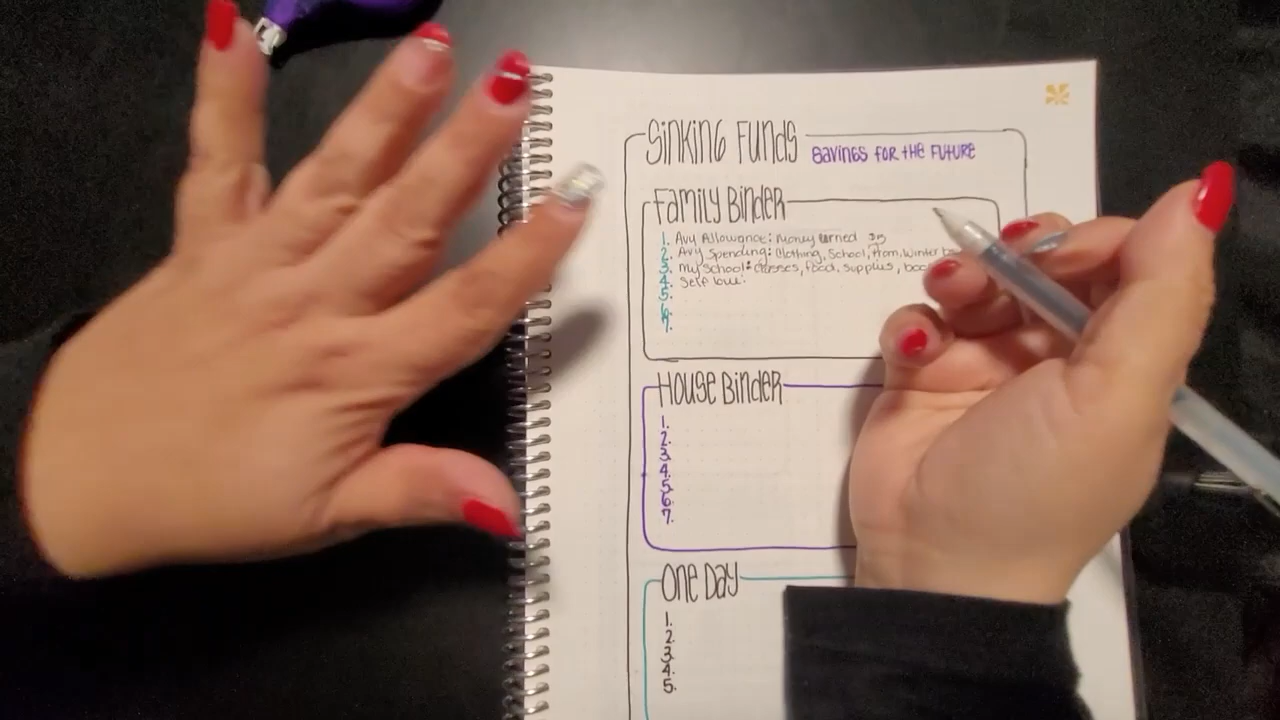 Sinking Funds
Savings for the Future
Family Binder
1. Avy Allowance: Money urned
2. Avy Spending: Clothing, School, Prom, Winter
3. My School: classes, food, supplies,
4. Self love:
5.
6.
7.
House Binder
1.
2.
3.
4.
5.
6.
7.
One Day
1.
2.
3.
4.
5.